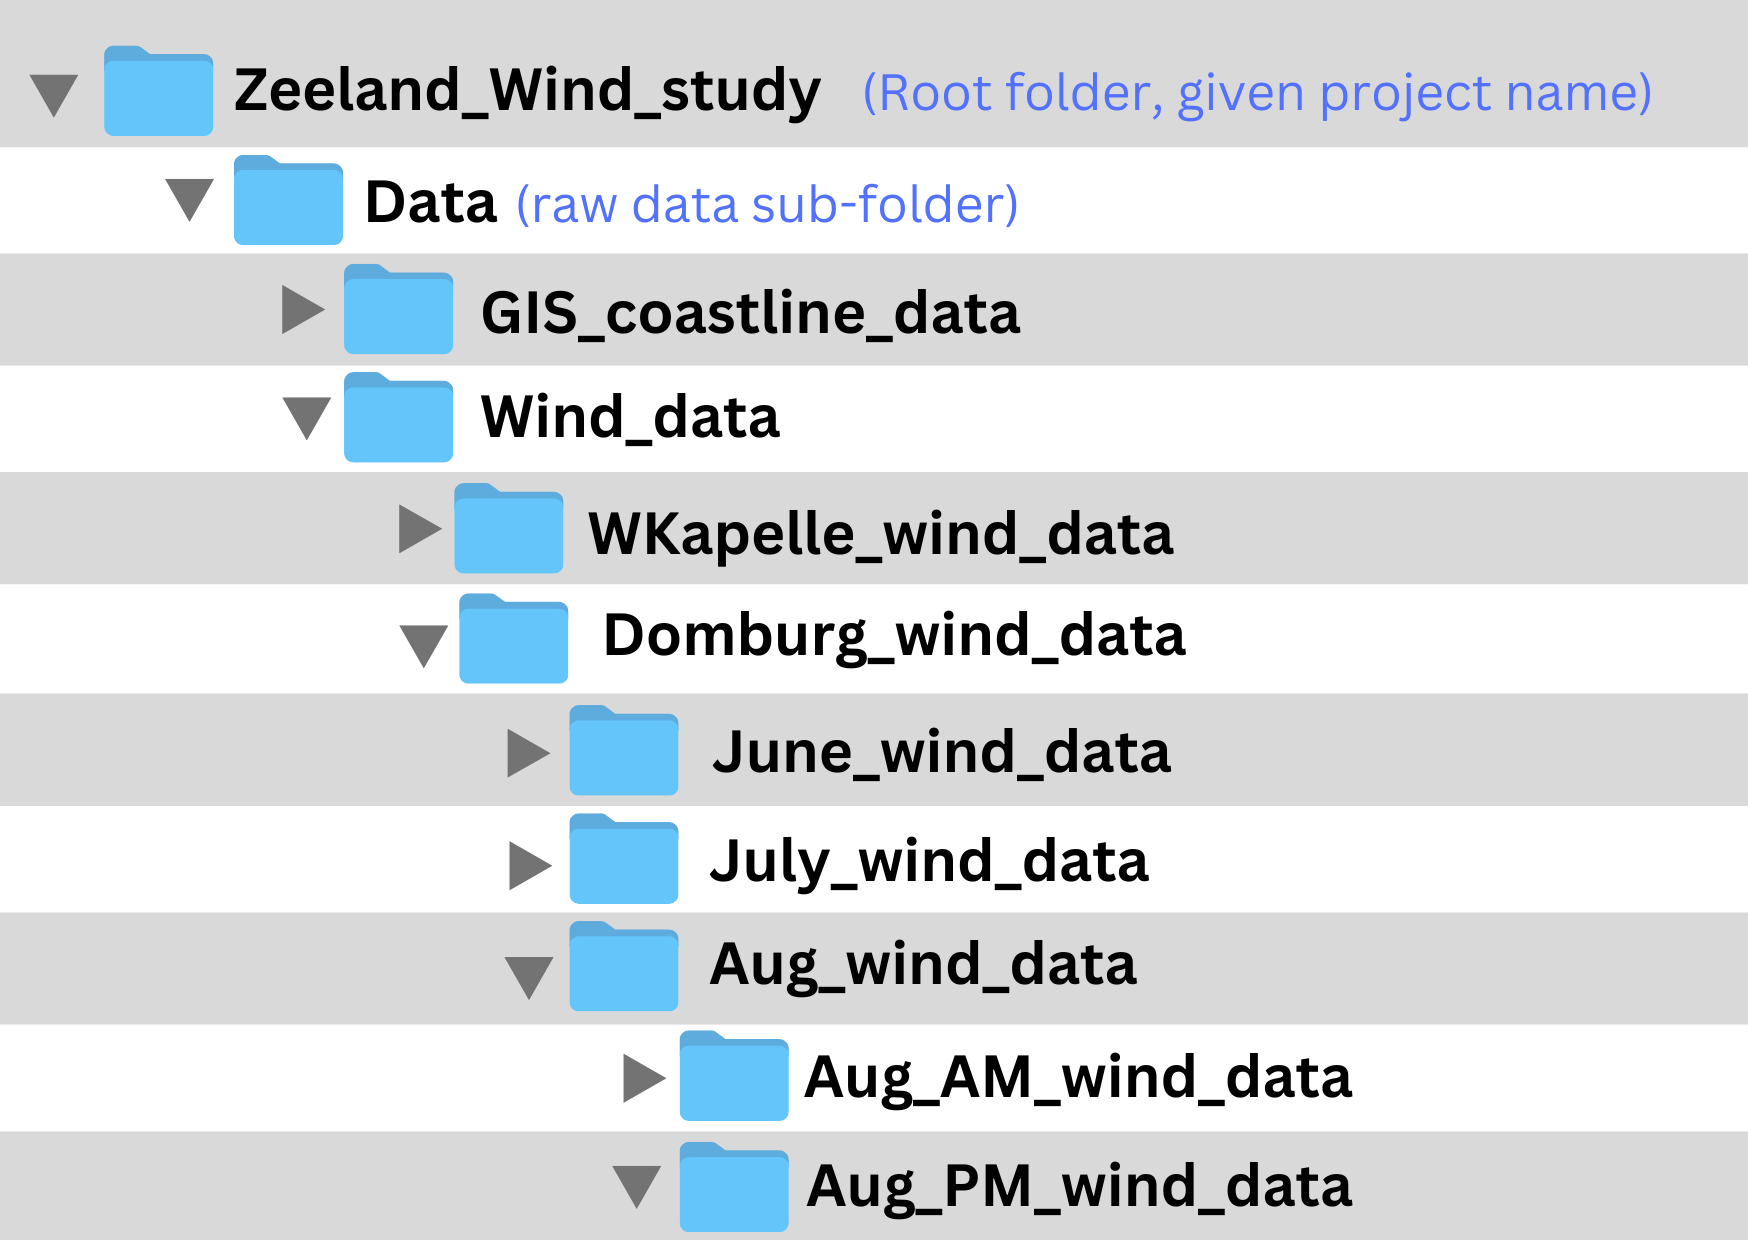 Zeeland_Wind_study (Root folder, given project name)
Data (raw data sub-folder)
GIS_coastline_data
Wind_data
WKapelle_wind_data
Domburg_wind_data
June_wind_data
July_wind_data
Aug_wind_data
Aug_AM_wind_data
Aug_PM_wind_data